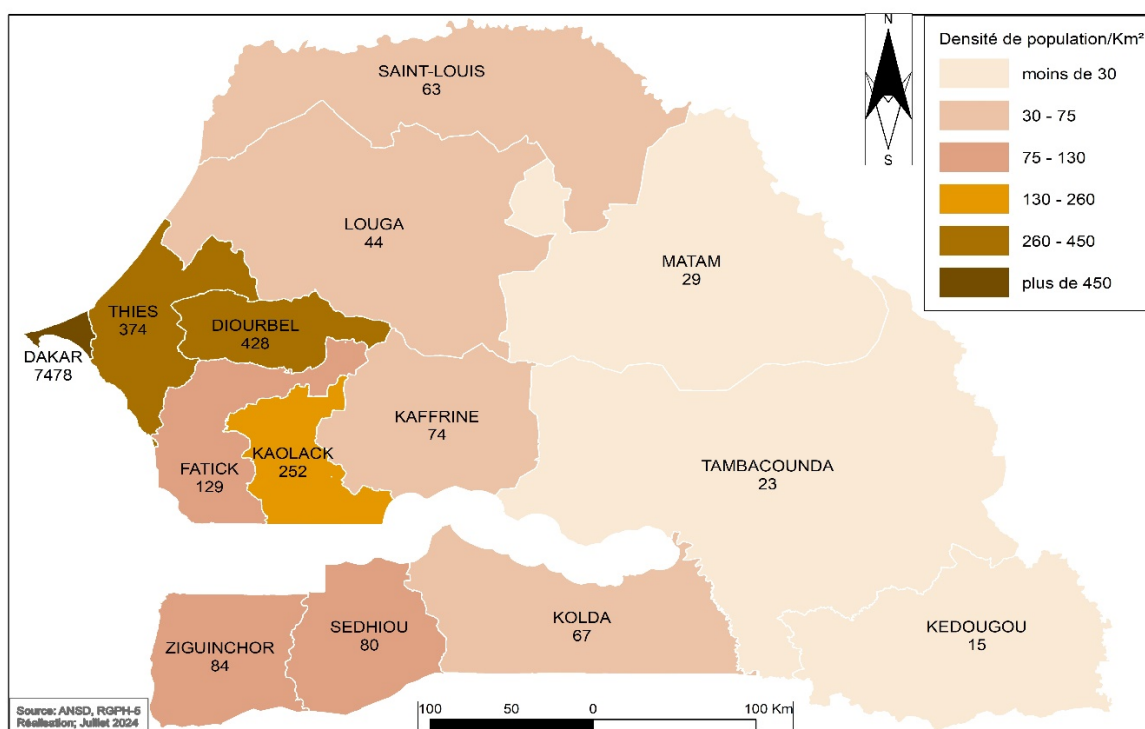 SAINT-LOUIS
63
LOUGA
44
MATAM
29
THIES
374
DIOURBEL
428
DAKAR
7478
KAFFRINE
74
KAOLACK
252
FATICK
129
TAMBACOUNDA
23
ZIGUINCHOR
84
SEDHIOU
80
KOLDA
67
KEDOUGOU
15
N
S
Densité de population/Km²
moins de 30
30 - 75
75 - 130
130 - 260
260 - 450
plus de 450
Source: ANSD, RGPH-5
Réalisation; Juillet 2024
100 50 0 100 Km